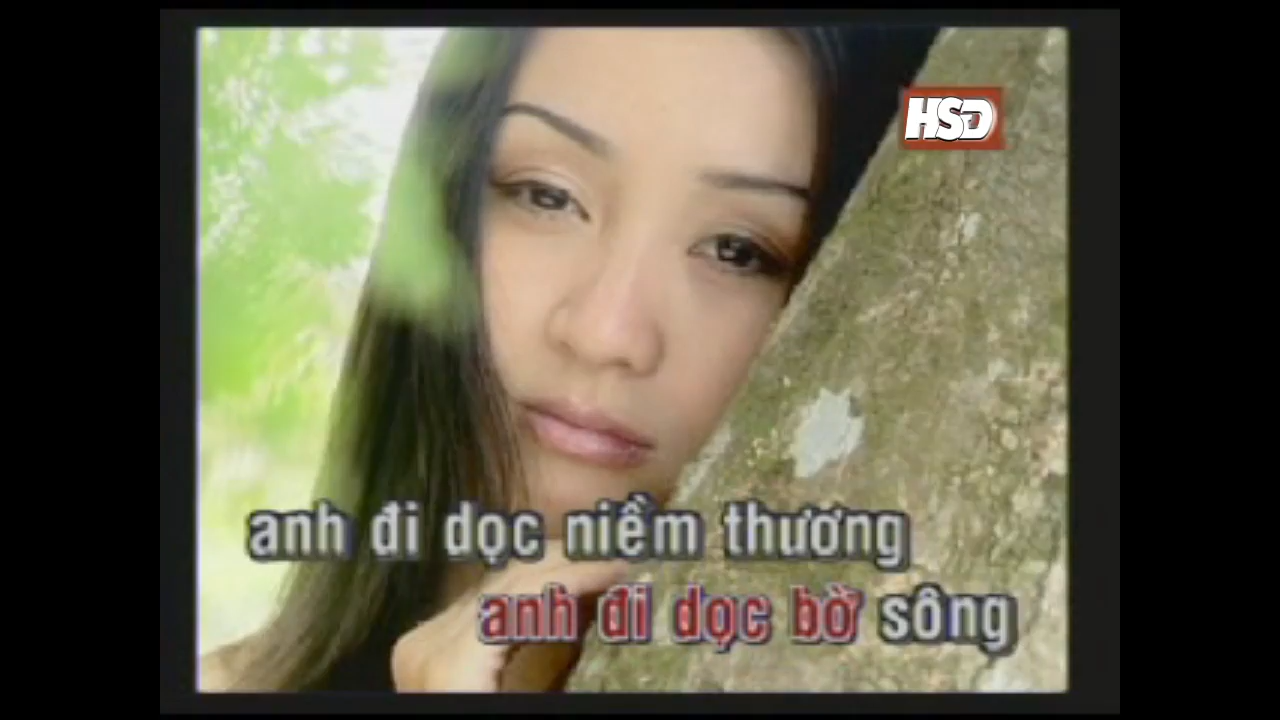 HSD
anh đi dọc niềm thương
anh đi dọc bờ sông